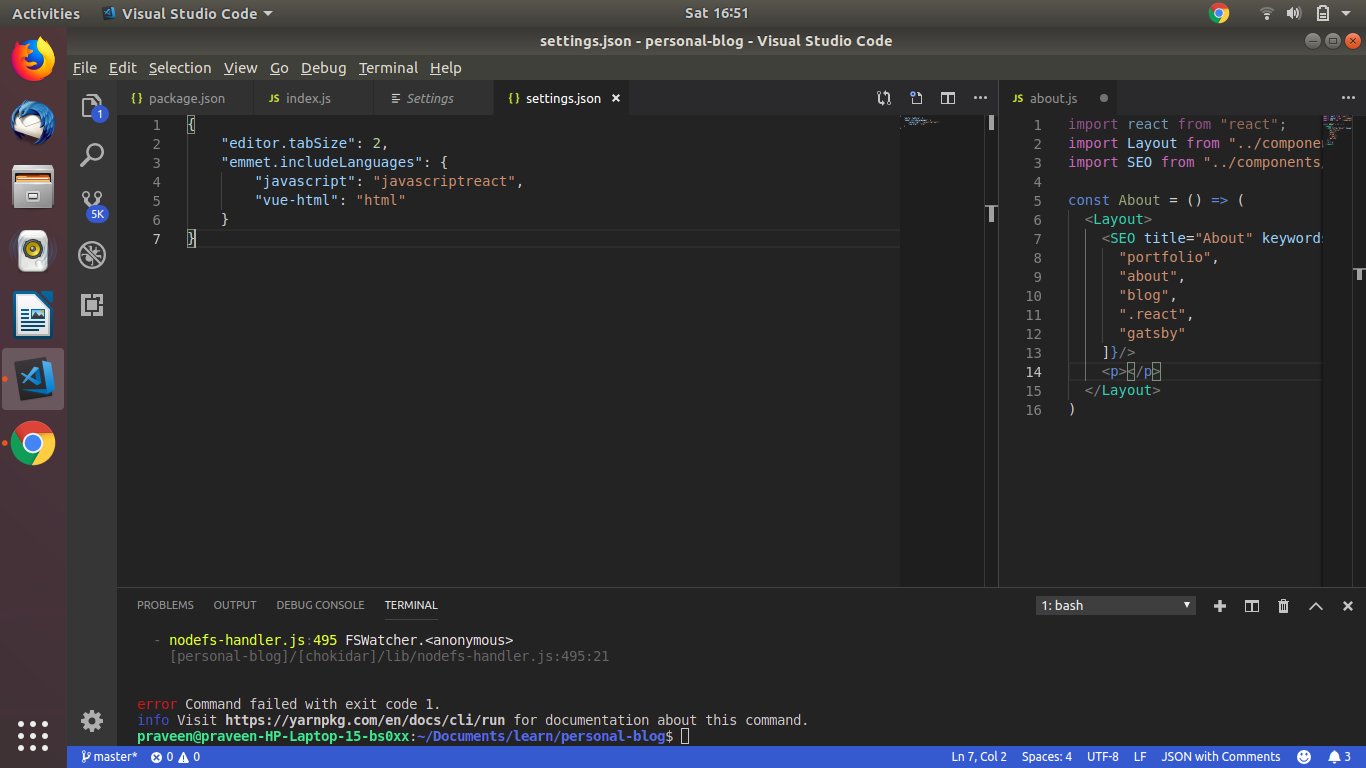 Activities Visual Studio Code Sat 16:51
settings.json - personal-blog - Visual Studio Code
File Edit Selection View Go Debug Terminal Help
1
5K
{} package.json JS index.js Settings {} settings.json
1 {
2 "editor.tabSize": 2,
3 "emmet.includeLanguages": {
4 "javascript": "javascriptreact",
5 "vue-html": "html"
6 }
7 }
JS about.js
1 import react from "react";
2 import Layout from "../compone
3 import SEO from "../components
4
5 const About = () => (
6 <Layout>
7 <SEO title="About" keyword
8 "portfolio",
9 "about",
10 "blog",
11 ".react",
12 "gatsby"
13 ]}/>
14 <p></p>
15 </Layout>
16 )
PROBLEMS OUTPUT DEBUG CONSOLE TERMINAL 1: bash
- nodefs-handler.js:495 FSWatcher.<anonymous>
[personal-blog]/[chokidar]/lib/nodefs-handler.js:495:21
error Command failed with exit code 1.
info Visit https://yarnpkg.com/en/docs/cli/run for documentation about this command.
praveen@praveen-HP-Laptop-15-bs0xx:~/Documents/learn/personal-blog$
master* 0 0 Ln 7, Col 2 Spaces: 4 UTF-8 LF JSON with Comments 3